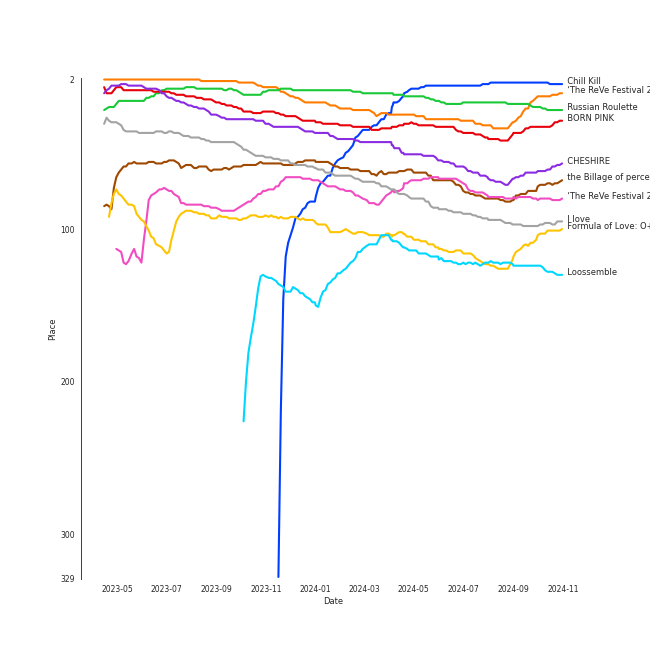 2
100
200
300
329
Place
2023-05
2023-07
2023-09
2023-11
2024-01
2024-03
2024-05
2024-07
2024-09
2024-11
Date
Chill Kill
'The ReVe Festival 2
Russian Roulette
BORN PINK
CHESHIRE
the Billage of perce
'The ReVe Festival 2
I love
Formula of Love: O+
Loossemble